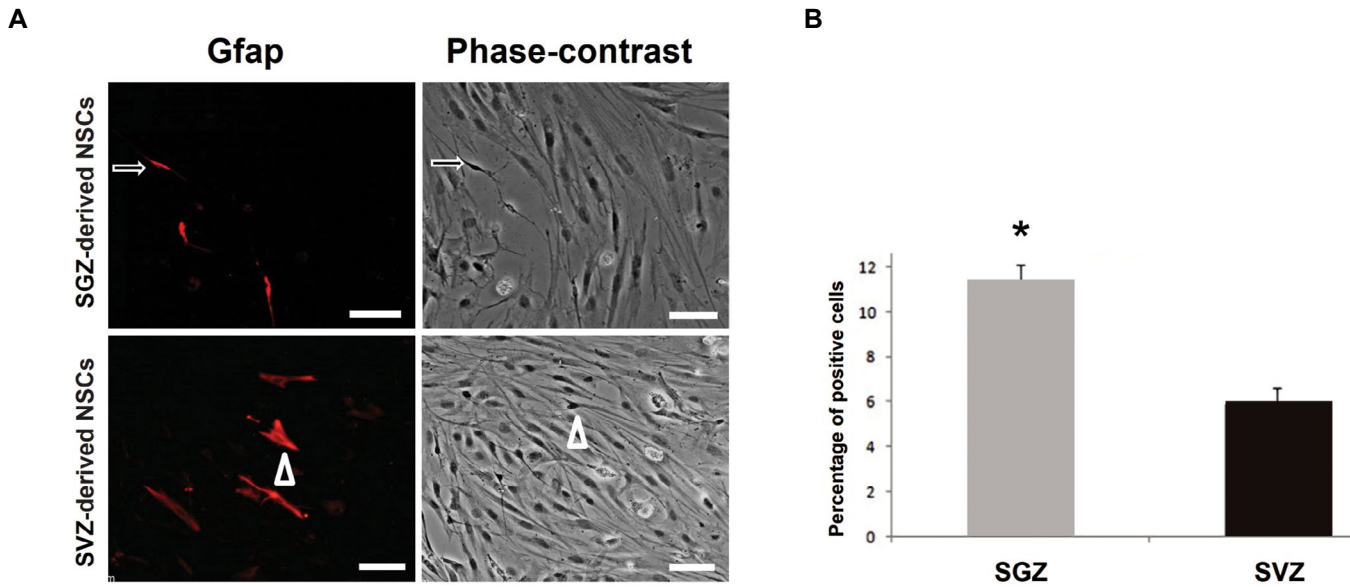 A
B
Gfap
Phase-contrast
SGZ-derived NSCs
SVZ-derived NSCs
*
Percentage of positive cells
12
10
8
6
4
2
0
SGZ
SVZ